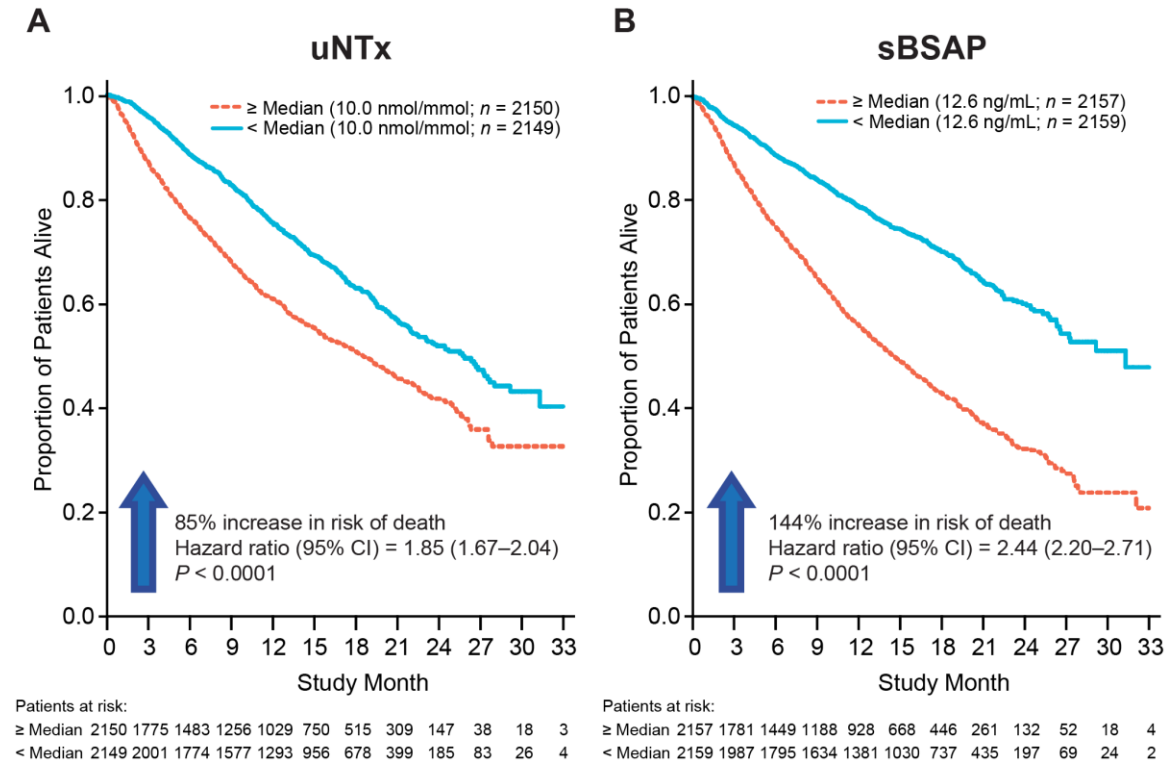 A
uNTx
≥ Median (10.0 nmol/mmol; n = 2150)
< Median (10.0 nmol/mmol; n = 2149)
Proportion of Patients Alive
1.0
0.8
0.6
0.4
0.2
0.0
85% increase in risk of death
Hazard ratio (95% CI) = 1.85 (1.67–2.04)
P < 0.0001
0 3 6 9 12 15 18 21 24 27 30 33
Study Month
Patients at risk:
≥ Median 2150 1775 1483 1256 1029 750 515 309 147 38 18 3
< Median 2149 2001 1774 1577 1293 956 678 399 185 83 26 4
B
sBSAP
≥ Median (12.6 ng/mL; n = 2157)
< Median (12.6 ng/mL; n = 2159)
Proportion of Patients Alive
1.0
0.8
0.6
0.4
0.2
0.0
144% increase in risk of death
Hazard ratio (95% CI) = 2.44 (2.20–2.71)
P < 0.0001
0 3 6 9 12 15 18 21 24 27 30 33
Study Month
Patients at risk:
≥ Median 2157 1781 1449 1188 928 668 446 261 132 52 18 4
< Median 2159 1987 1795 1634 1381 1030 737 435 197 69 24 2